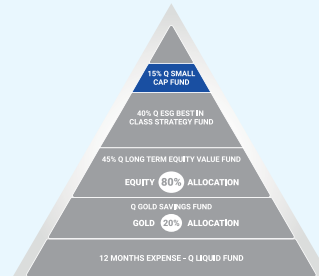 15% Q SMALL
CAP FUND
40% Q ESG BEST IN
CLASS STRATEGY FUND
45% Q LONG TERM EQUITY VALUE FUND
EQUITY 80% ALLOCATION
Q GOLD SAVINGS FUND
GOLD 20% ALLOCATION
12 MONTHS EXPENSE - Q LIQUID FUND